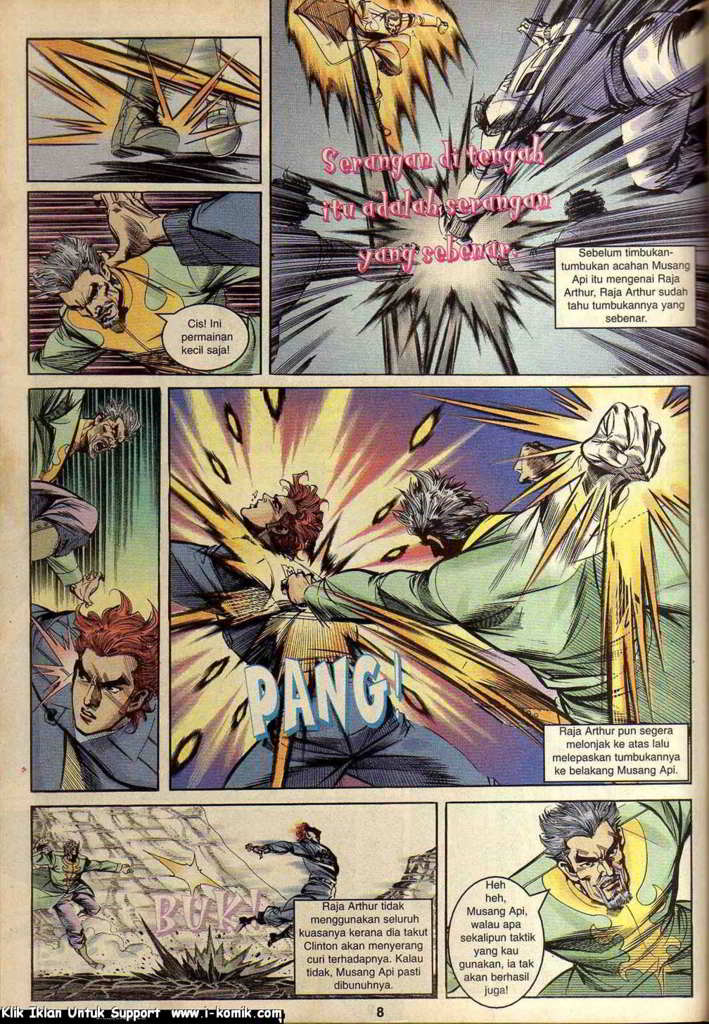 Serangan di tengah
itu adalah serangan
yang sebenar.
Sebelum timbukan-
tumbukan acahan Musang
Api itu mengenai Raja
Arthur, Raja Arthur sudah
tahu tumbukannya yang
sebenar.
Cis! Ini
permainan
kecil saja!
PANG!
Raja Arthur pun segera
melonjak ke atas lalu
melepaskan tumbukannya
ke belakang Musang Api.
BUK!
Raja Arthur tidak
menggunakan seluruh
kuasanya kerana dia takut
Clinton akan menyerang
curi terhadapnya. Kalau
tidak, Musang Api pasti
dibunuhnya.
Heh
heh,
Musang Api,
walau apa
sekalipun taktik
yang kau
gunakan, ia tak
akan berhasil
juga!
8
Klik Iklan Untuk Support www.i-komik.com